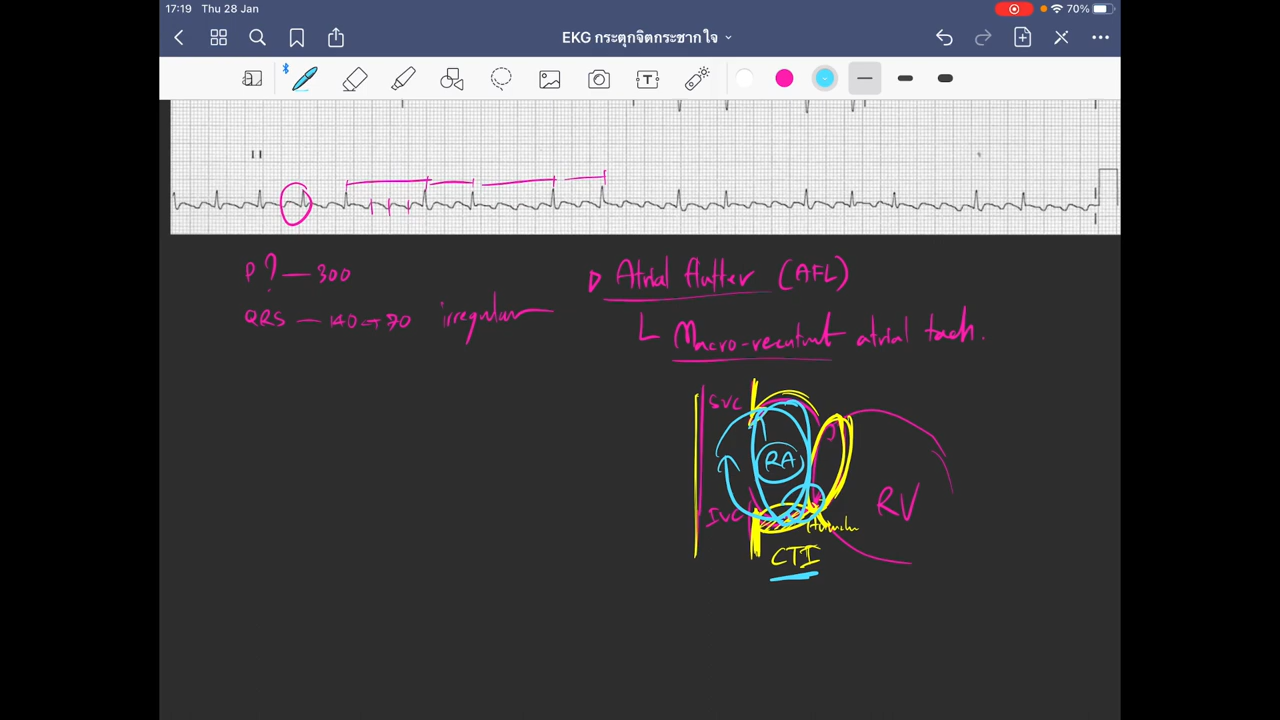 17:19 Thu 28 Jan
70%
EKG กระตุกจิตกระชากใจ
II
P? — 300
QRS — 140 → 70 irregular
Atrial flutter (AFL)
Macro-reentrant atrial tach.
SVC
RA
RV
IVC
CTI